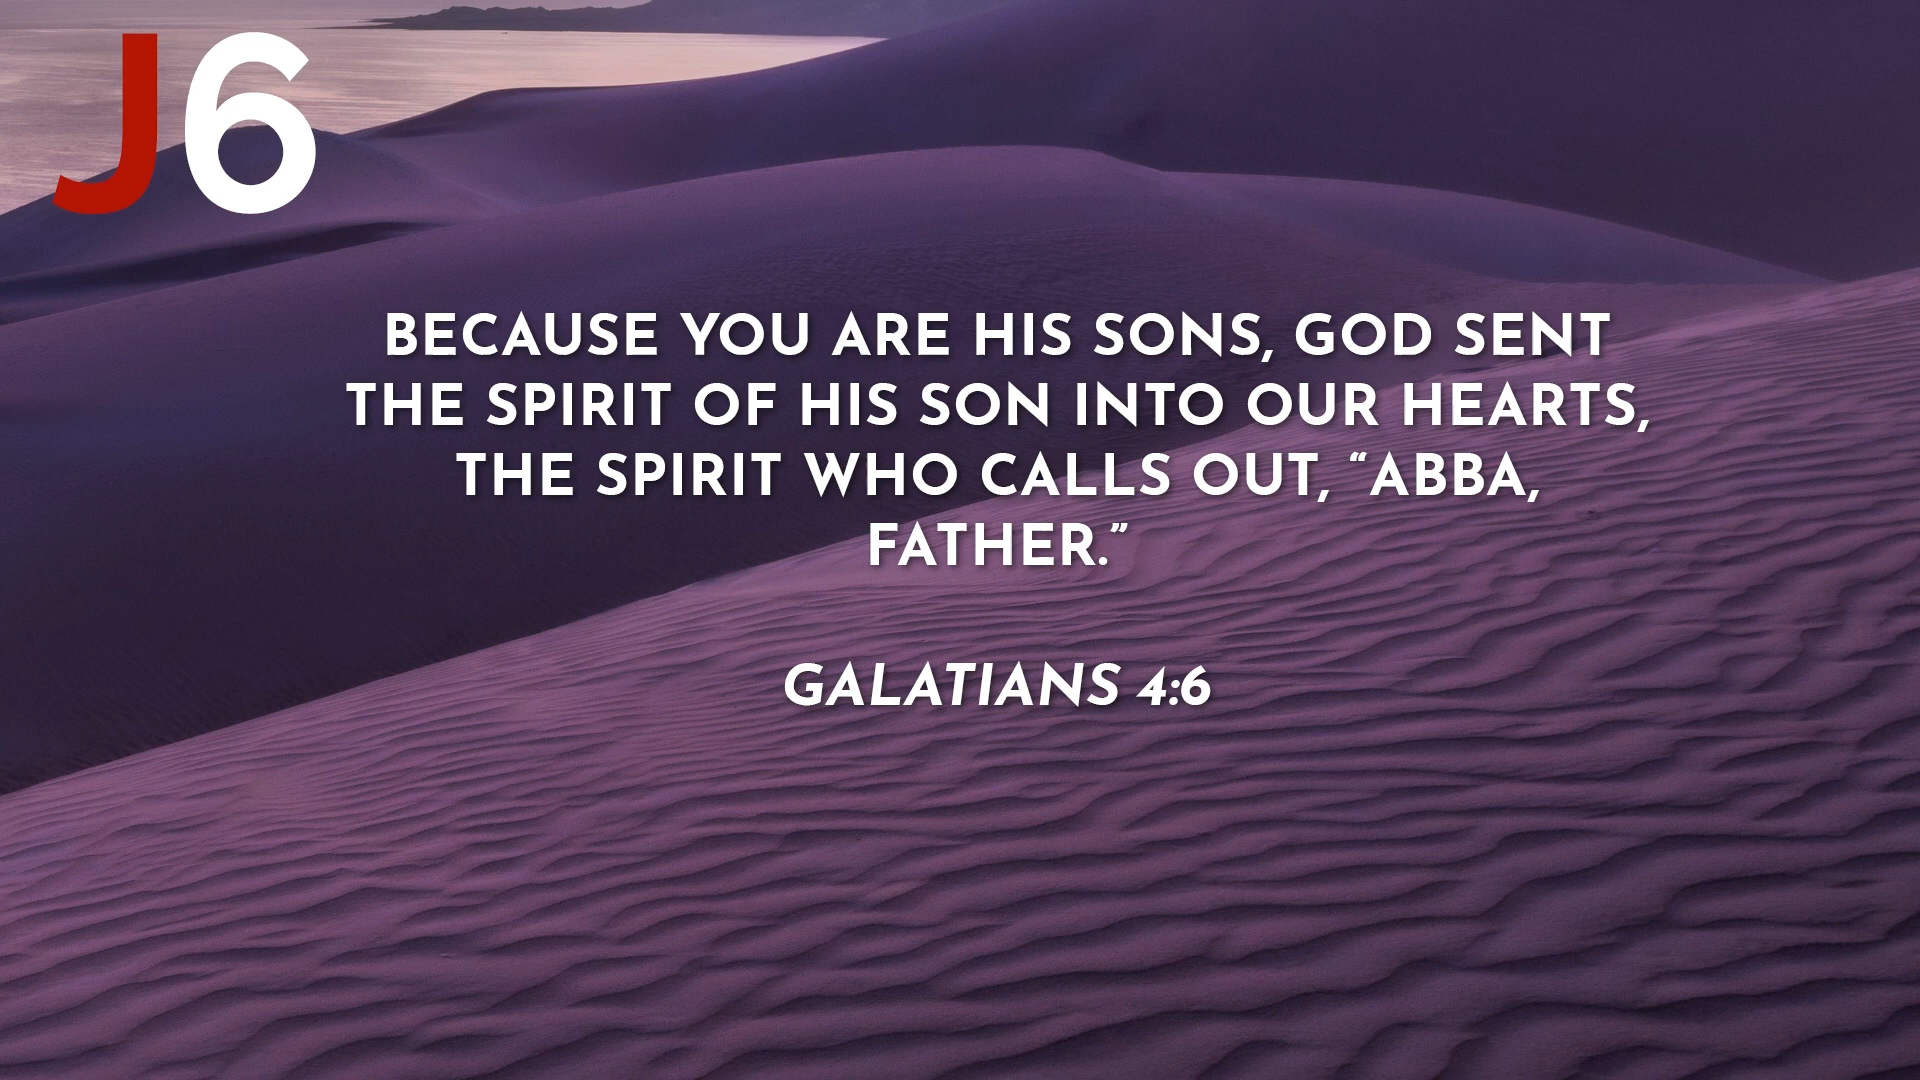 J6
BECAUSE YOU ARE HIS SONS, GOD SENT
THE SPIRIT OF HIS SON INTO OUR HEARTS,
THE SPIRIT WHO CALLS OUT, “ABBA,
FATHER.”
GALATIANS 4:6